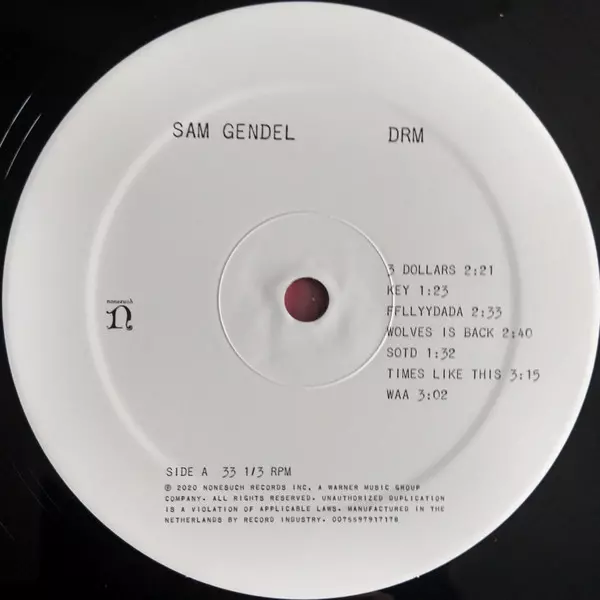 SAM GENDEL DRM
3 DOLLARS 2:21
KEY 1:23
FFLLYYDADA 2:33
WOLVES IS BACK 2:40
SOTD 1:32
TIMES LIKE THIS 3:15
WAA 3:02
nonesuch
n
SIDE A 33 1/3 RPM
℗ 2020 NONESUCH RECORDS INC. A WARNER MUSIC GROUP
COMPANY. ALL RIGHTS RESERVED. UNAUTHORIZED DUPLICATION
IS A VIOLATION OF APPLICABLE LAWS. MANUFACTURED IN THE
NETHERLANDS BY RECORD INDUSTRY. 0075597917178